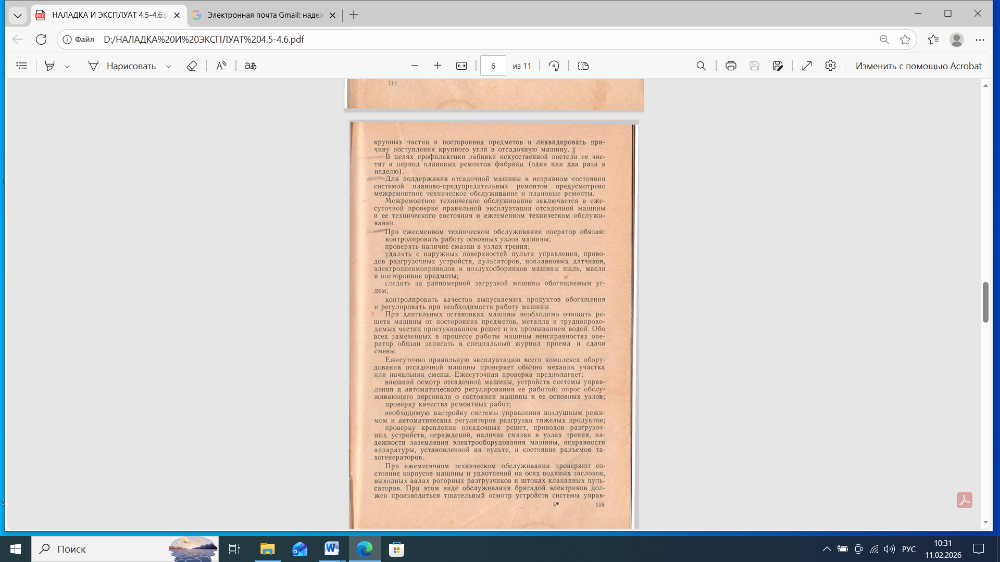 НАЛАДКА И ЭКСПЛУАТ 4.5-4.6.p
Электронная почта Gmail: наде
Файл
D:/НАЛАДКА%20И%20ЭКСПЛУАТ%204.5-4.6.pdf
Нарисовать
aあ
6 из 11
Изменить с помощью Acrobat
114
крупных частиц и посторонних предметов и ликвидировать при-
чину поступления крупного угля в отсадочную машину.
В целях профилактики забивки искусственной постели ее чис-
тят в период плановых ремонтов фабрики (один или два раза в
неделю).
Для поддержания отсадочной машины в исправном состоянии
системой планово-предупредительных ремонтов предусмотрено
межремонтное техническое обслуживание и плановые ремонты.
Межремонтное техническое обслуживание заключается в еже-
суточной проверке правильной эксплуатации отсадочной машины
и ее технического состояния и ежесменном техническом обслужи-
вании.
При ежесменном техническом обслуживании оператор обязан:
контролировать работу основных узлов машины;
проверять наличие смазки в узлах трения;
удалять с наружных поверхностей пульта управления, приво-
дов разгрузочных устройств, пульсаторов, поплавковых датчиков,
электропневмоприводов и воздухосборников машины пыль, масло
и посторонние предметы;
следить за равномерной загрузкой машины обогащаемым уг-
лем;
контролировать качество выпускаемых продуктов обогащения
и регулировать при необходимости работу машины.
При длительных остановках машины необходимо очищать ре-
шета машины от посторонних предметов, металла и труднопрохо-
димых частиц простукиванием решет и их промыванием водой. Обо
всех замеченных в процессе работы машины неисправностях опе-
ратор обязан записать в специальный журнал приема и сдачи
смены.
Ежесуточно правильную эксплуатацию всего комплекса обору-
дования отсадочной машины проверяет обычно механик участка
или начальник смены. Ежесуточная проверка предполагает:
внешний осмотр отсадочной машины, устройств системы управ-
ления и автоматического регулирования ее работой; опрос обслу-
живающего персонала о состоянии машины и ее основных узлов;
проверку качества ремонтных работ;
необходимую настройку системы управления воздушным режи-
мом и автоматических регуляторов разгрузки тяжелых продуктов;
проверку крепления отсадочных решет, приводов разгрузоч-
ных устройств, ограждений, наличие смазки в узлах трения, на-
дежности заземления электрооборудования машины, исправности
аппаратуры, установленной на пульте, и состояние разъемов та-
хогенераторов.
При ежемесячном техническом обслуживании проверяют со-
стояние корпусов машины и уплотнений на осях водяных заслонок,
выходных валах роторных разгрузчиков и штоках клапанных пуль-
саторов. При этом виде обслуживания бригадой электриков дол-
жен производиться тщательный осмотр устройств системы управ-
8* 115
Поиск
РУС
10:31
11.02.2026